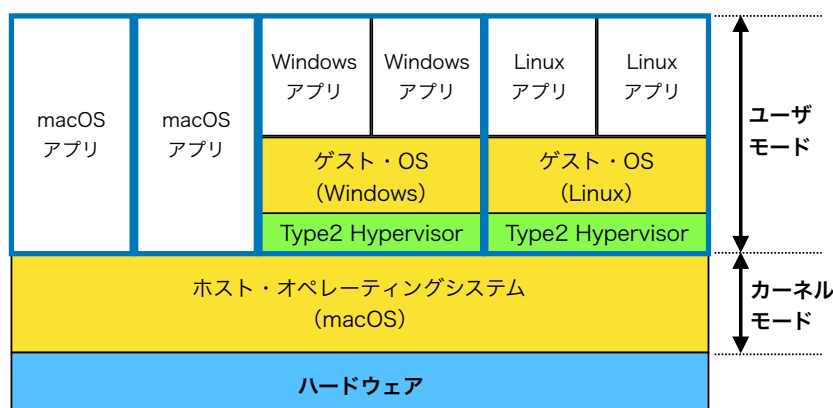 macOS
アプリ
macOS
アプリ
Windows
アプリ
Windows
アプリ
Linux
アプリ
Linux
アプリ
ゲスト・OS
（Windows）
ゲスト・OS
（Linux）
Type2 Hypervisor
Type2 Hypervisor
ユーザ
モード
ホスト・オペレーティングシステム
（macOS）
カーネル
モード
ハードウェア